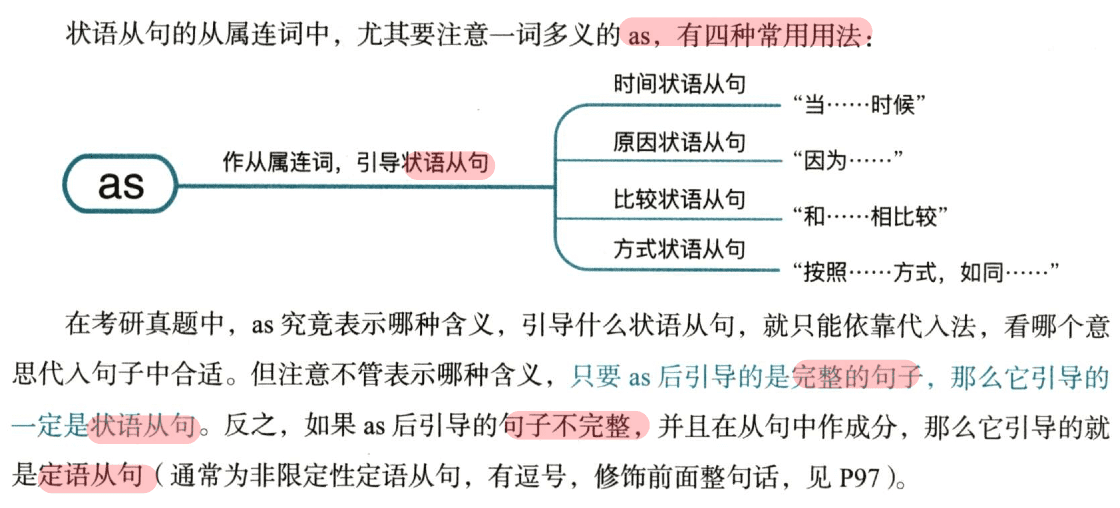 状语从句的从属连词中，尤其要注意一词多义的 as，有四种常用用法：
时间状语从句
“当……时候”
原因状语从句
“因为……”
作从属连词，引导状语从句
as
比较状语从句
“和……相比较”
方式状语从句
“按照……方式，如同……”
在考研真题中，as 究竟表示哪种含义，引导什么状语从句，就只能依靠代入法，看哪个意
思代入句子中合适。但注意不管表示哪种含义，只要 as 后引导的是完整的句子，那么它引导的
一定是状语从句。反之，如果 as 后引导的句子不完整，并且在从句中作成分，那么它引导的就
是定语从句（通常为非限定性定语从句，有逗号，修饰前面整句话，见 P97）。